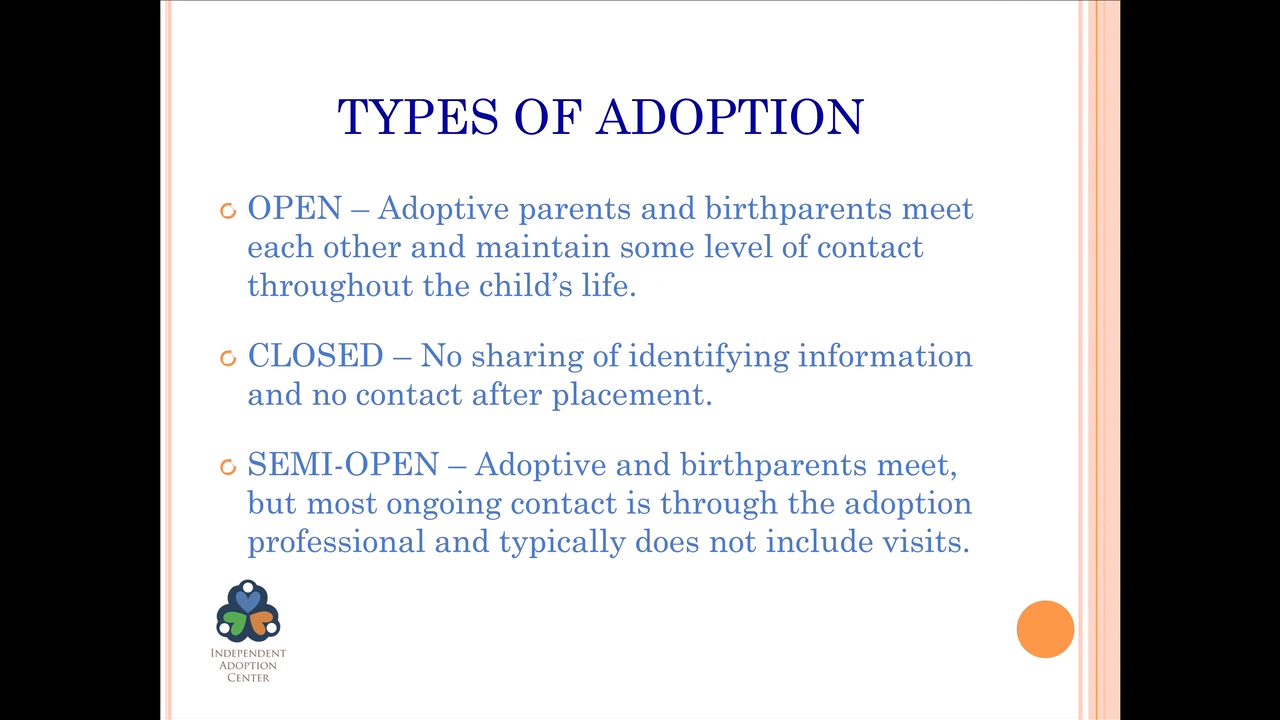 TYPES OF ADOPTION
OPEN – Adoptive parents and birthparents meet
each other and maintain some level of contact
throughout the child’s life.
CLOSED – No sharing of identifying information
and no contact after placement.
SEMI-OPEN – Adoptive and birthparents meet,
but most ongoing contact is through the adoption
professional and typically does not include visits.
INDEPENDENT
ADOPTION
CENTER